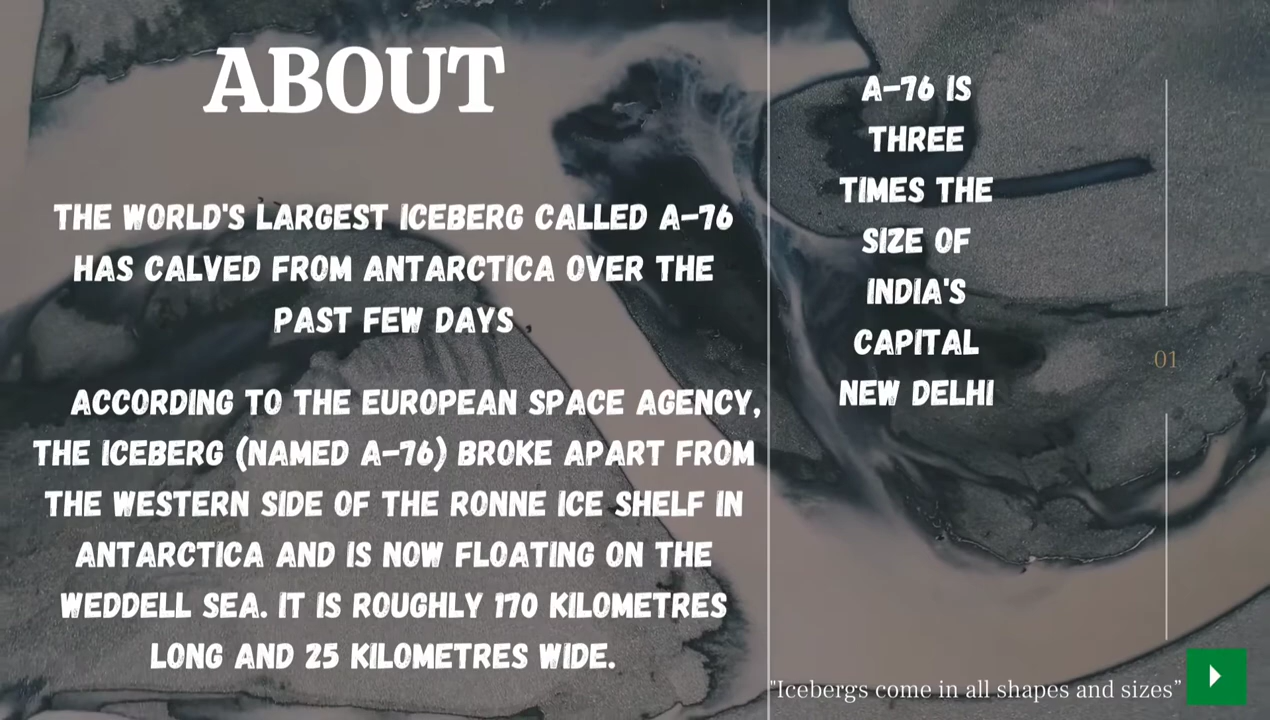 ABOUT
THE WORLD'S LARGEST ICEBERG CALLED A-76
HAS CALVED FROM ANTARCTICA OVER THE
PAST FEW DAYS
ACCORDING TO THE EUROPEAN SPACE AGENCY,
THE ICEBERG (NAMED A-76) BROKE APART FROM
THE WESTERN SIDE OF THE RONNE ICE SHELF IN
ANTARCTICA AND IS NOW FLOATING ON THE
WEDDELL SEA. IT IS ROUGHLY 170 KILOMETRES
LONG AND 25 KILOMETRES WIDE.
A-76 IS
THREE
TIMES THE
SIZE OF
INDIA'S
CAPITAL
NEW DELHI
01
"Icebergs come in all shapes and sizes”